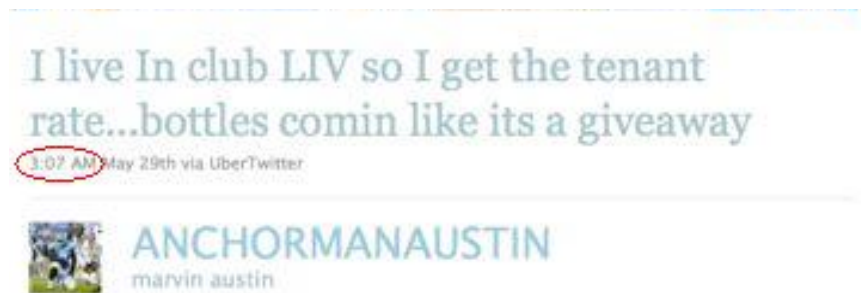 I live In club LIV so I get the tenant
rate...bottles comin like its a giveaway
3:07 AM May 29th via UberTwitter
ANCHORMANAUSTIN
marvin austin